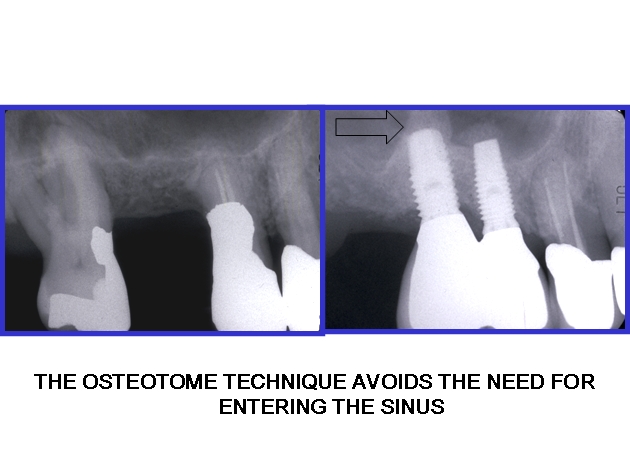 THE OSTEOTOME TECHNIQUE AVOIDS THE NEED FOR
ENTERING THE SINUS